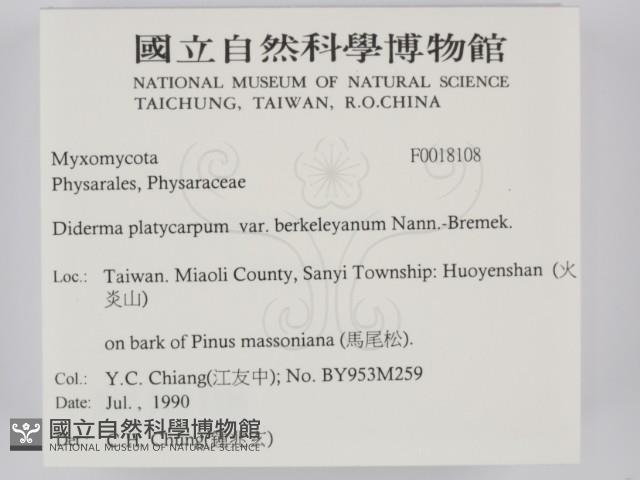 國立自然科學博物館
NATIONAL MUSEUM OF NATURAL SCIENCE
TAICHUNG, TAIWAN, R.O.CHINA
Myxomycota F0018108
Physarales, Physaraceae
Diderma platycarpum var. berkeleyanum Nann.-Bremek.
Loc.: Taiwan. Miaoli County, Sanyi Township: Huoyenshan (火
炎山)
on bark of Pinus massoniana (馬尾松).
Col.: Y.C. Chiang(江友中); No. BY953M259
Date: Jul. , 1990
C.H. Chung(
國立自然科學博物館
NATIONAL MUSEUM OF NATURAL SCIENCE